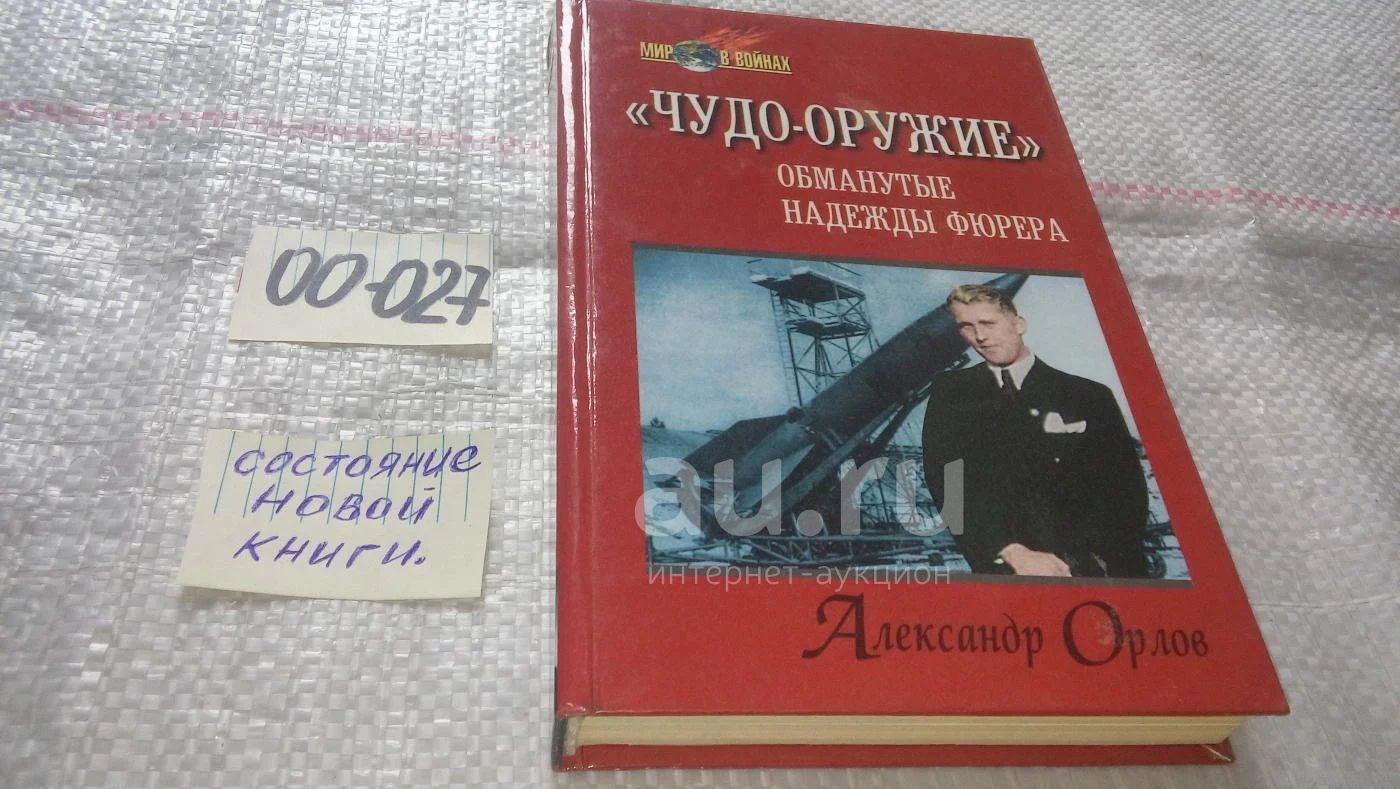 МИР В ВОЙНАХ
«ЧУДО-ОРУЖИЕ»
ОБМАНУТЫЕ
НАДЕЖДЫ ФЮРЕРА
Александр Орлов
00-027
состояние
новой
книги.
au.ru
интернет-аукцион